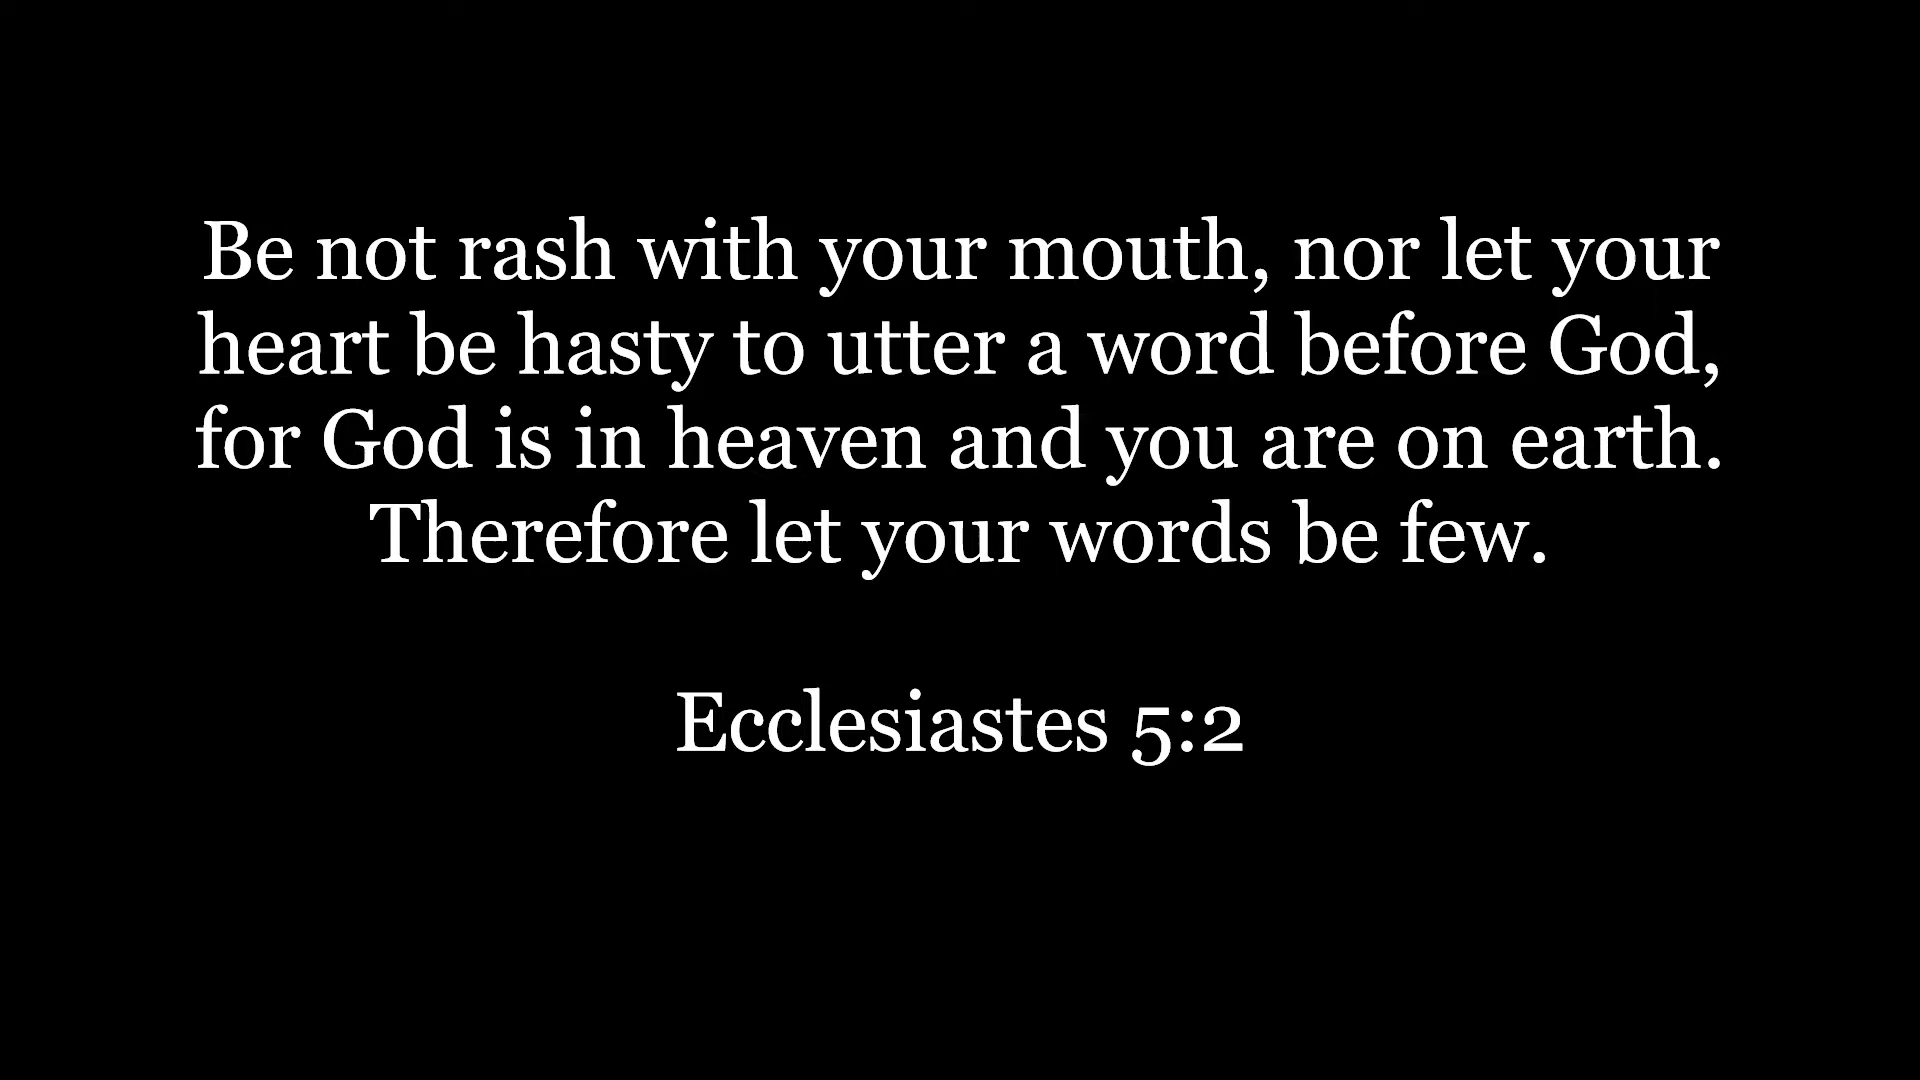 Be not rash with your mouth, nor let your
heart be hasty to utter a word before God,
for God is in heaven and you are on earth.
Therefore let your words be few.
Ecclesiastes 5:2